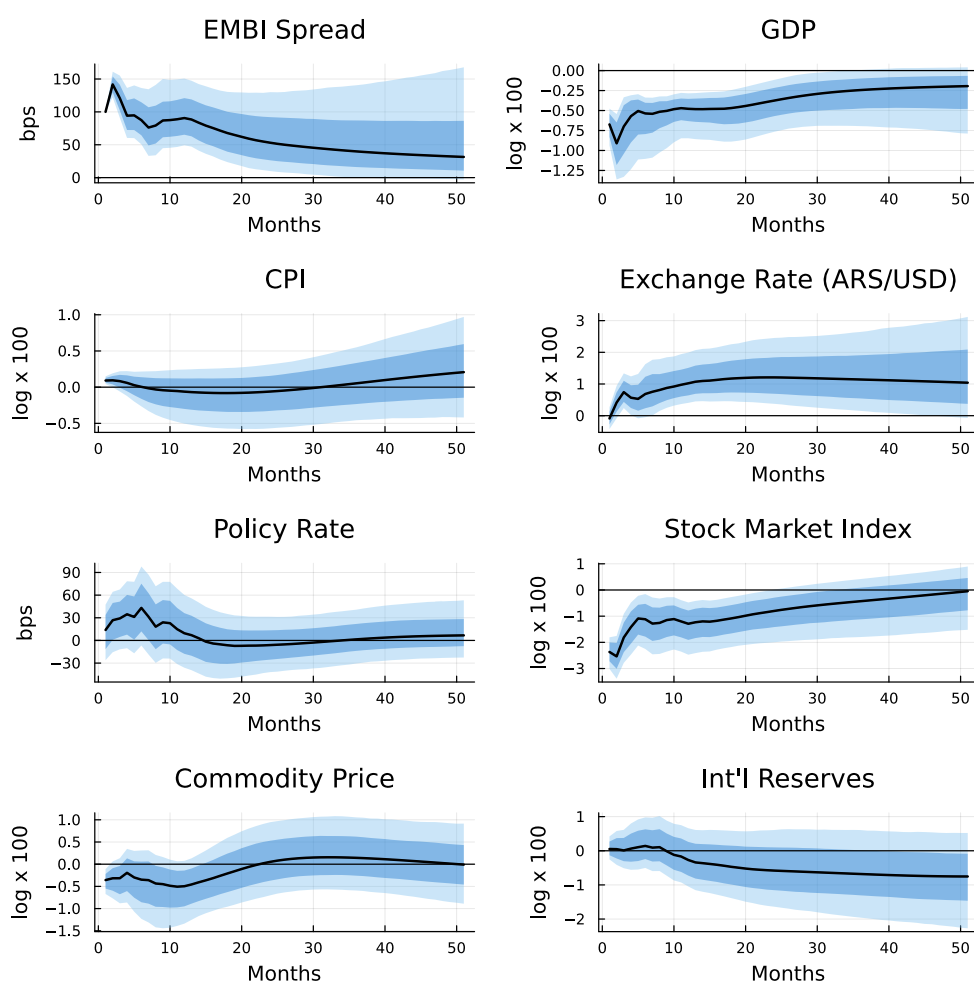 EMBI Spread
bps
150
100
50
0
0 10 20 30 40 50
Months
GDP
log x 100
0.00
−0.25
−0.50
−0.75
−1.00
−1.25
0 10 20 30 40 50
Months
CPI
log x 100
1.0
0.5
0.0
−0.5
0 10 20 30 40 50
Months
Exchange Rate (ARS/USD)
log x 100
3
2
1
0
0 10 20 30 40 50
Months
Policy Rate
bps
90
60
30
0
−30
0 10 20 30 40 50
Months
Stock Market Index
log x 100
1
0
−1
−2
−3
0 10 20 30 40 50
Months
Commodity Price
log x 100
1.0
0.5
0.0
−0.5
−1.0
−1.5
0 10 20 30 40 50
Months
Int'l Reserves
log x 100
1
0
−1
−2
0 10 20 30 40 50
Months